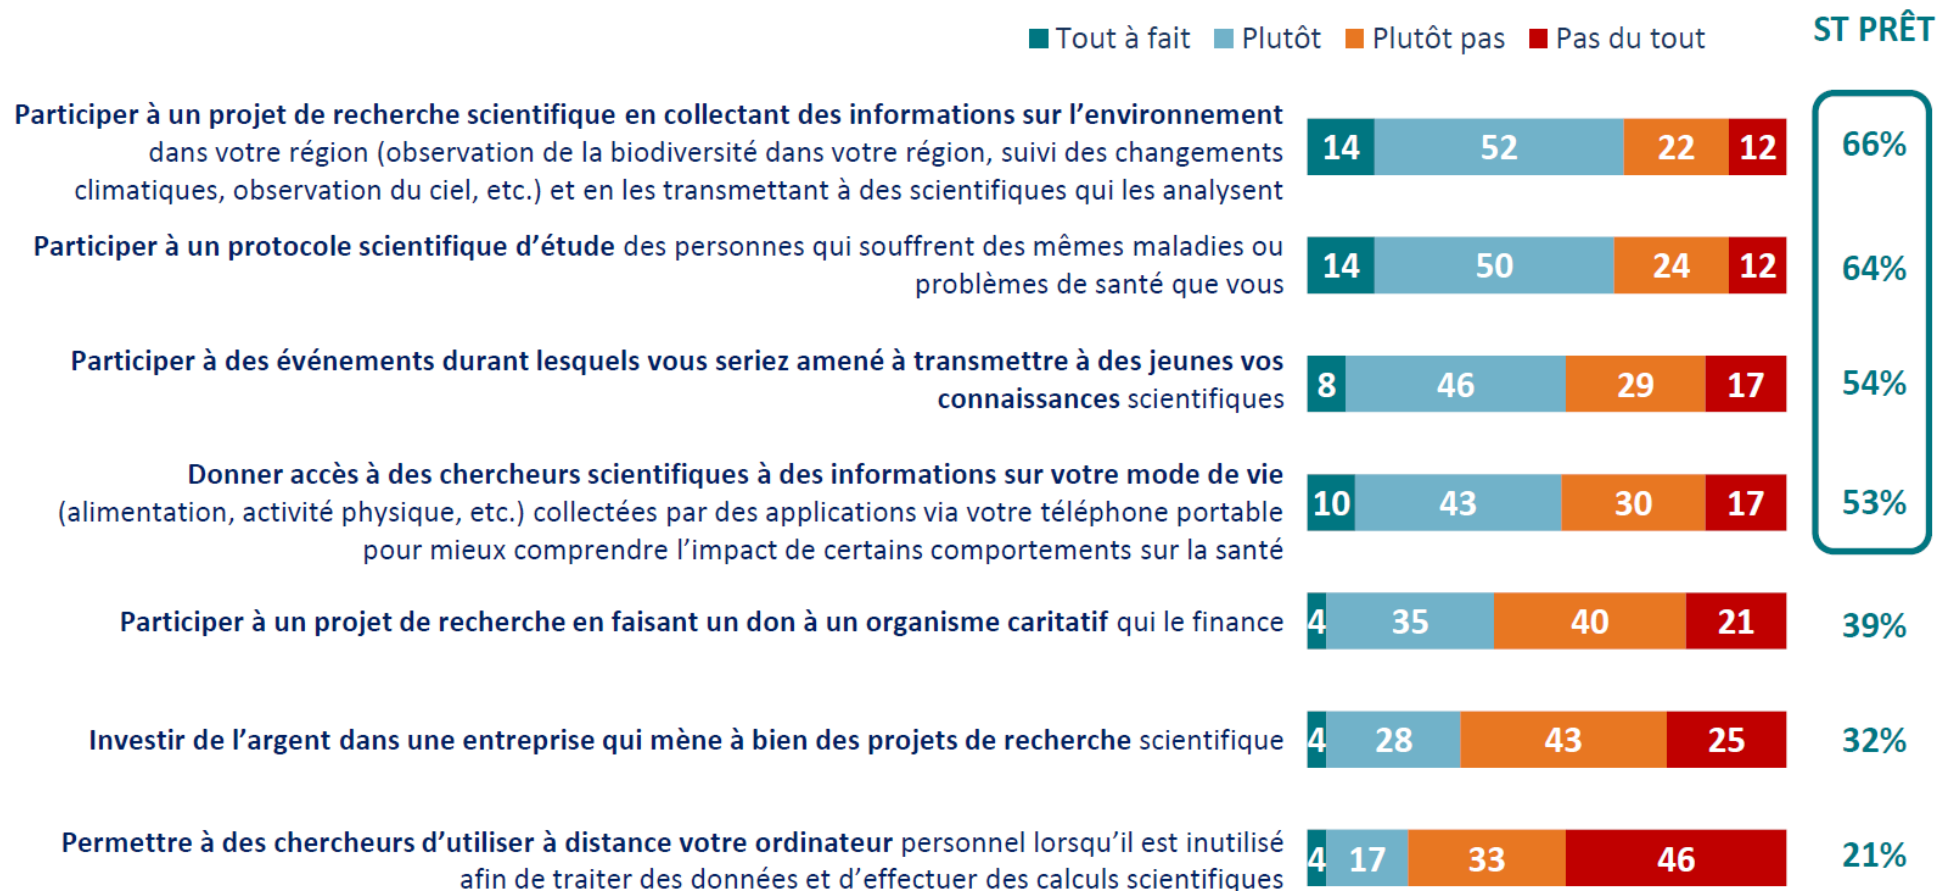 Tout à fait Plutôt Plutôt pas Pas du tout ST PRÊT
Participer à un projet de recherche scientifique en collectant des informations sur l’environnement
dans votre région (observation de la biodiversité dans votre région, suivi des changements
climatiques, observation du ciel, etc.) et en les transmettant à des scientifiques qui les analysent
14 52 22 12 66%
Participer à un protocole scientifique d’étude des personnes qui souffrent des mêmes maladies ou
problèmes de santé que vous
14 50 24 12 64%
Participer à des événements durant lesquels vous seriez amené à transmettre à des jeunes vos
connaissances scientifiques
8 46 29 17 54%
Donner accès à des chercheurs scientifiques à des informations sur votre mode de vie
(alimentation, activité physique, etc.) collectées par des applications via votre téléphone portable
pour mieux comprendre l’impact de certains comportements sur la santé
10 43 30 17 53%
Participer à un projet de recherche en faisant un don à un organisme caritatif qui le finance
4 35 40 21 39%
Investir de l’argent dans une entreprise qui mène à bien des projets de recherche scientifique
4 28 43 25 32%
Permettre à des chercheurs d’utiliser à distance votre ordinateur personnel lorsqu’il est inutilisé
afin de traiter des données et d’effectuer des calculs scientifiques
4 17 33 46 21%